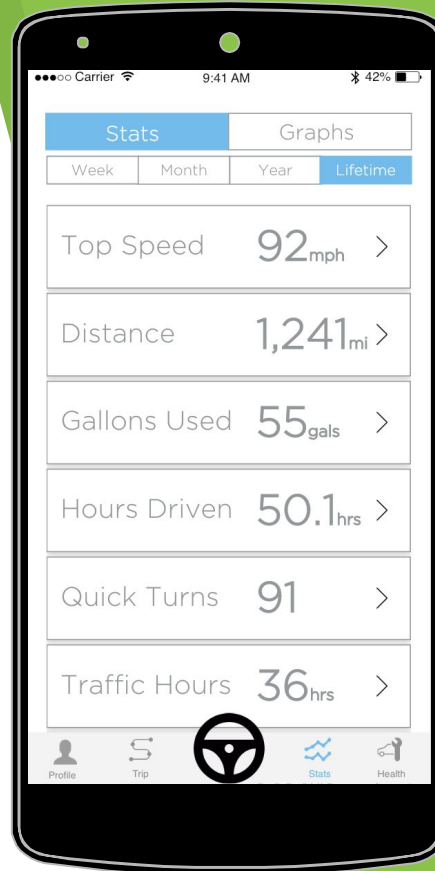 Carrier 9:41 AM 42%
Stats Graphs
Week Month Year Lifetime
Top Speed 92mph
Distance 1,241mi
Gallons Used 55gals
Hours Driven 50.1hrs
Quick Turns 91
Traffic Hours 36hrs
Profile Trip Stats Health